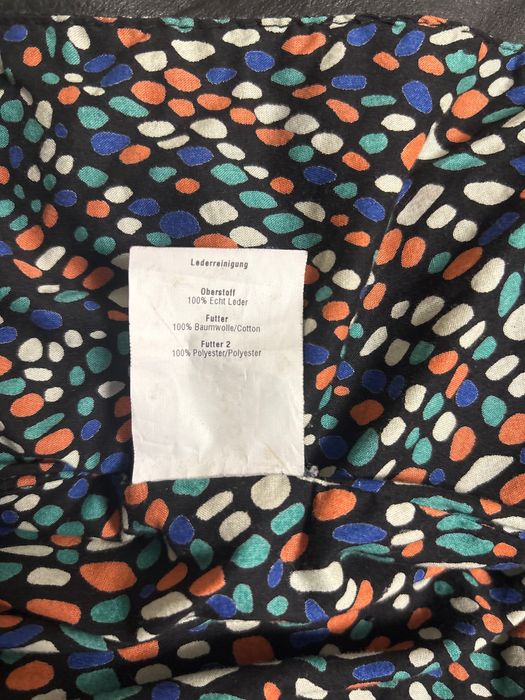 Lederreinigung
Oberstoff
100% Echt Leder
Futter
100% Baumwolle/Cotton
Futter 2
100% Polyester/Polyester